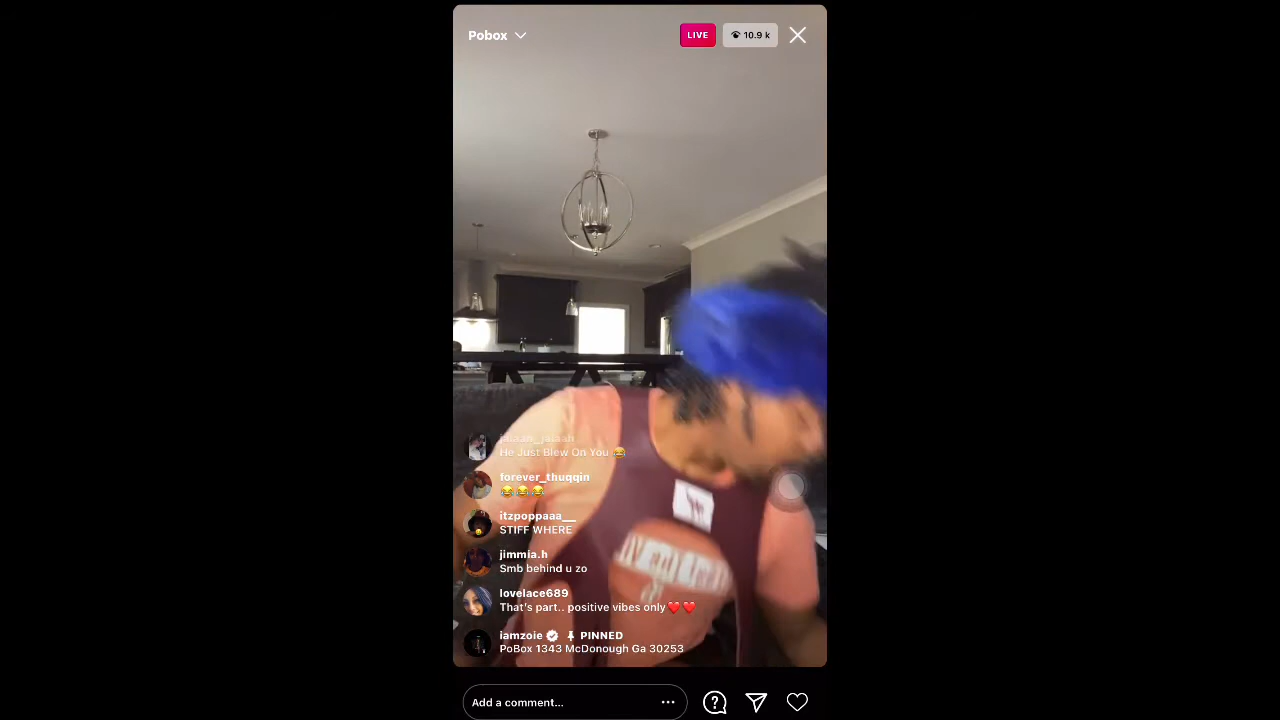 Pobox
LIVE
10.9 k
He Just Blew On You 😂
forever_thuqqin
😂😂😂
itzpoppaaa__
STIFF WHERE
jimmia.h
Smb behind u zo
lovelace689
That's part.. positive vibes only❤️❤️
iamzoie PINNED
PoBox 1343 McDonough Ga 30253
Add a comment...